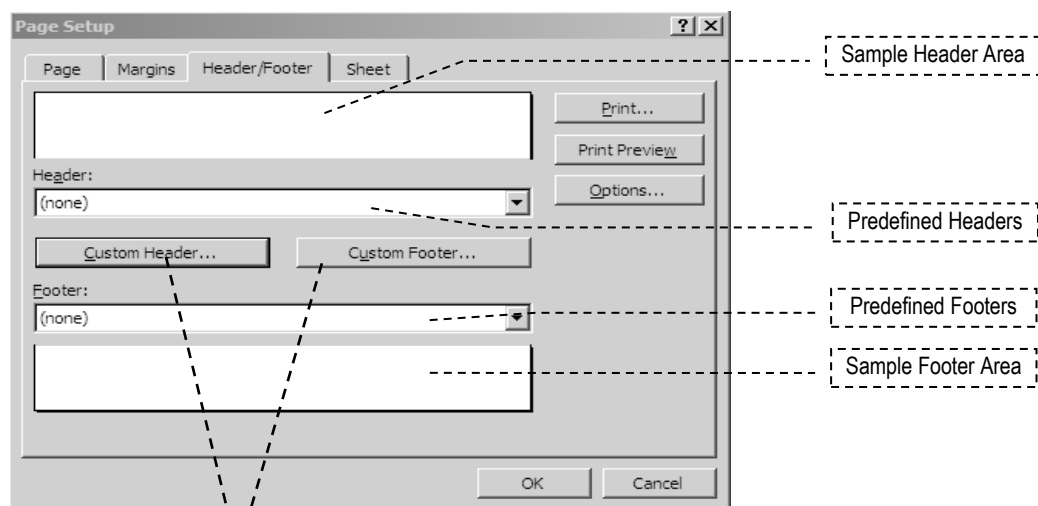 Page Setup
Page Margins Header/Footer Sheet
Sample Header Area
Print...
Print Preview
Header:
(none)
Options...
Predefined Headers
Custom Header... Custom Footer...
Footer:
(none)
Predefined Footers
Sample Footer Area
OK Cancel